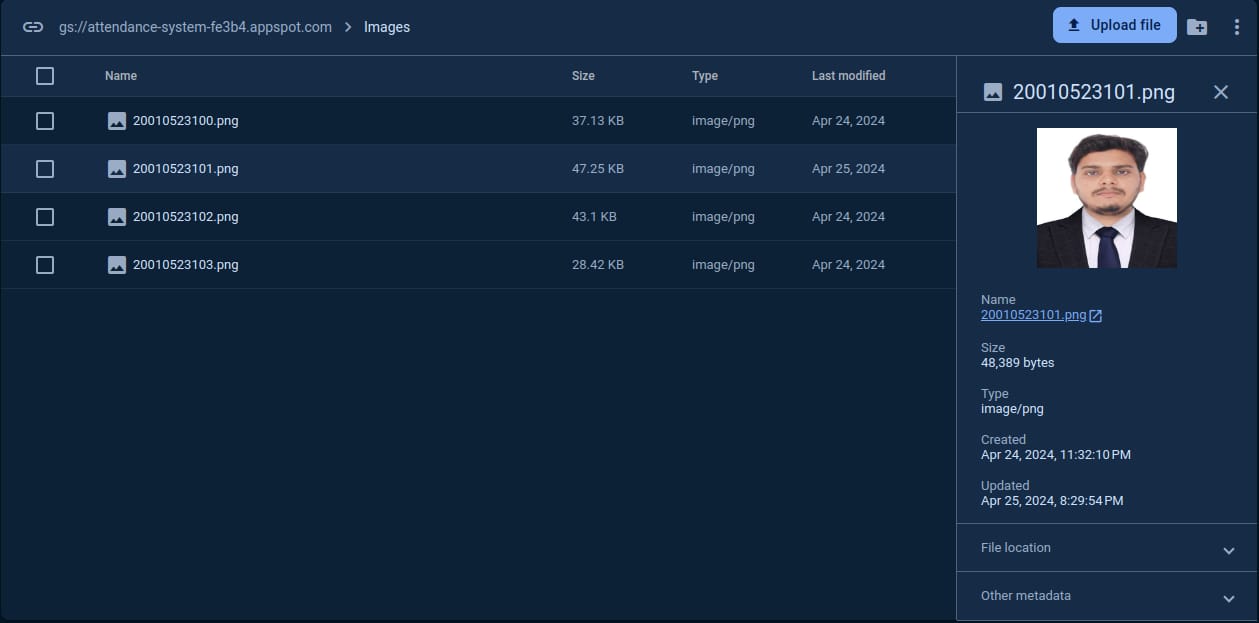 gs://attendance-system-fe3b4.appspot.com > Images
Upload file
Name Size Type Last modified
20010523100.png 37.13 KB image/png Apr 24, 2024
20010523101.png 47.25 KB image/png Apr 25, 2024
20010523102.png 43.1 KB image/png Apr 24, 2024
20010523103.png 28.42 KB image/png Apr 24, 2024
20010523101.png
Name
20010523101.png
Size
48,389 bytes
Type
image/png
Created
Apr 24, 2024, 11:32:10 PM
Updated
Apr 25, 2024, 8:29:54 PM
File location
Other metadata